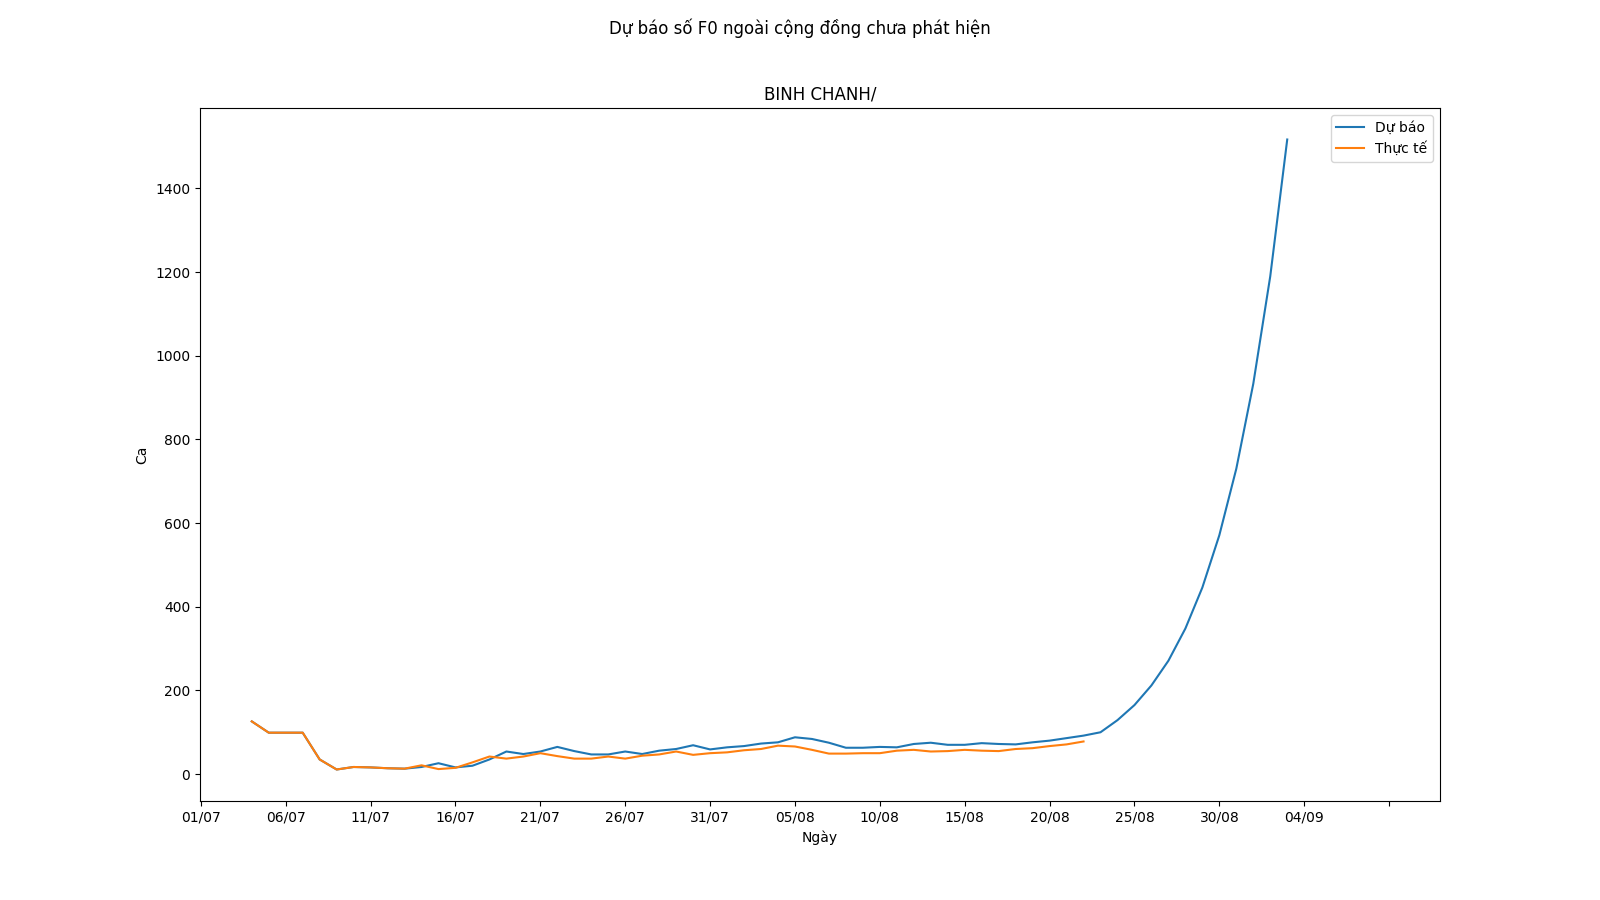 Dự báo số F0 ngoài cộng đồng chưa phát hiện
BINH CHANH/
Dự báo
Thực tế
1400
1200
1000
800
600
400
200
0
Ca
01/07 06/07 11/07 16/07 21/07 26/07 31/07 05/08 10/08 15/08 20/08 25/08 30/08 04/09
Ngày